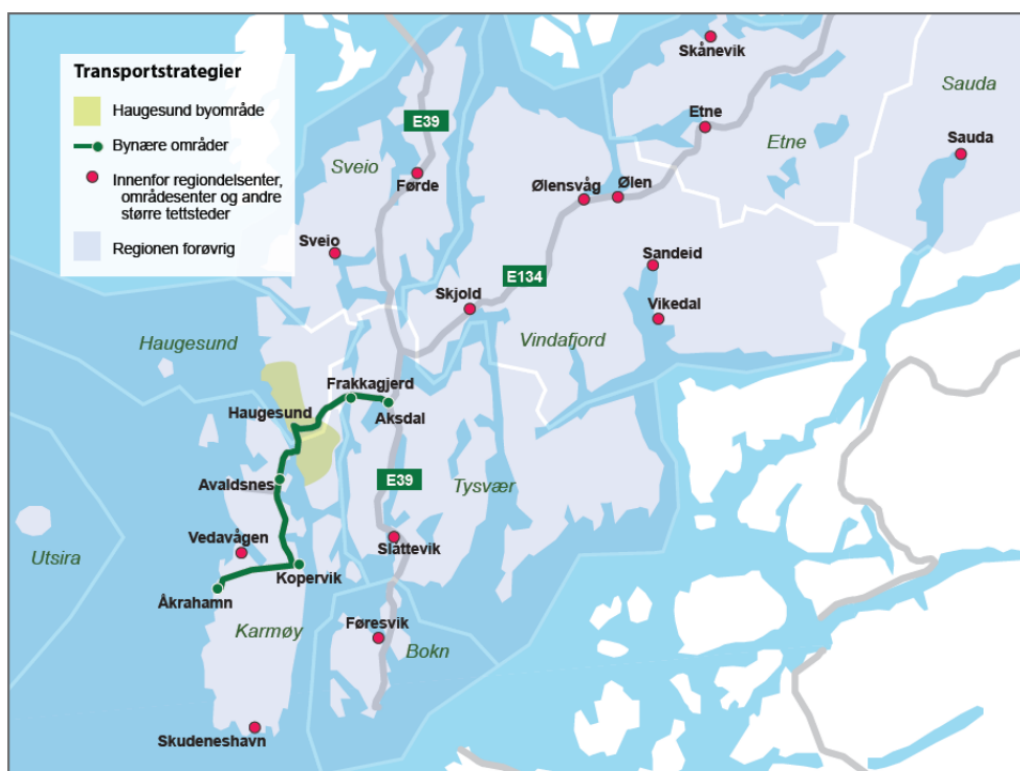 Transportstrategier
Haugesund byområde
Bynære områder
Innenfor regiondelsenter,
områdesenter og andre
større tettsteder
Regionen forøvrig
Skånevik
Sauda
E39
Etne
Etne
Sauda
Sveio
Førde
Ølensvåg
Ølen
Sveio
Sandeid
E134
Skjold
Vikedal
Haugesund
Vindafjord
Frakkagjerd
Haugesund
Aksdal
Avaldsnes
E39
Tysvær
Vedavågen
Slåttevik
Utsira
Kopervik
Åkrahamn
Karmøy
Føresvik
Bokn
Skudeneshavn